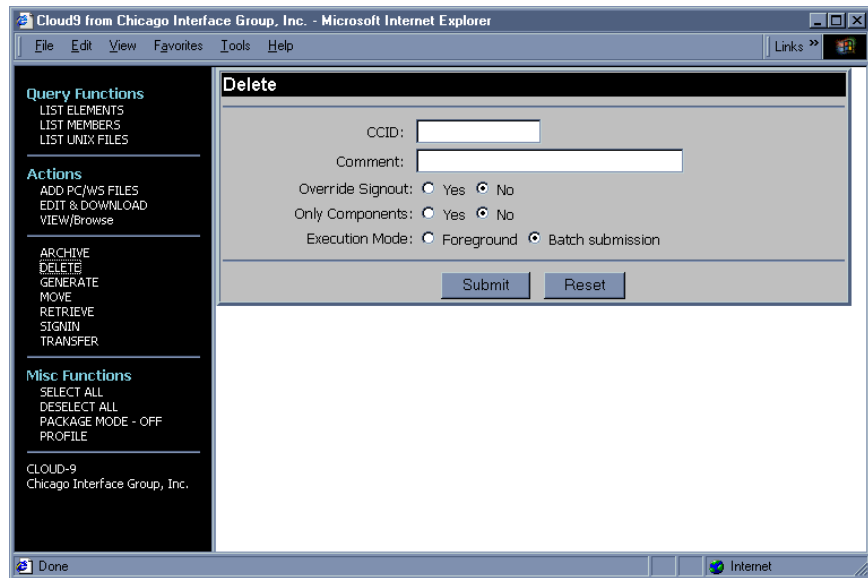 Cloud9 from Chicago Interface Group, Inc. - Microsoft Internet Explorer
File Edit View Favorites Tools Help
Links »
Query Functions
LIST ELEMENTS
LIST MEMBERS
LIST UNIX FILES
Actions
ADD PC/WS FILES
EDIT & DOWNLOAD
VIEW/Browse
ARCHIVE
DELETE
GENERATE
MOVE
RETRIEVE
SIGNIN
TRANSFER
Misc Functions
SELECT ALL
DESELECT ALL
PACKAGE MODE - OFF
PROFILE
CLOUD-9
Chicago Interface Group, Inc.
Delete
CCID:
Comment:
Override Signout: Yes No
Only Components: Yes No
Execution Mode: Foreground Batch submission
Submit Reset
Done
Internet